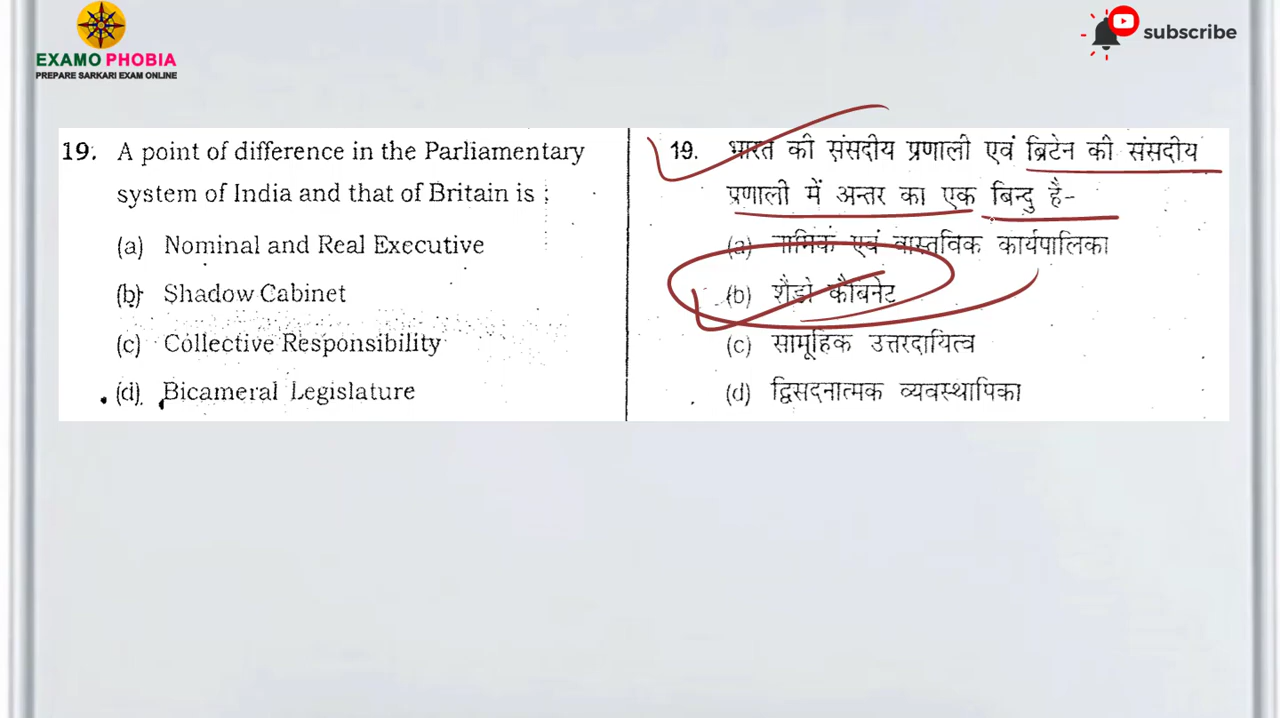 EXAMO PHOBIA
PREPARE SARKARI EXAM ONLINE
subscribe
19. A point of difference in the Parliamentary
system of India and that of Britain is :
(a) Nominal and Real Executive
(b) Shadow Cabinet
(c) Collective Responsibility
(d) Bicameral Legislature
19. भारत की संसदीय प्रणाली एवं ब्रिटेन की संसदीय
प्रणाली में अन्तर का एक बिन्दु है-
(a) नामिक एवं वास्तविक कार्यपालिका
(b) शैडो कैबिनेट
(c) सामूहिक उत्तरदायित्व
(d) द्विसदनात्मक व्यवस्थापिका